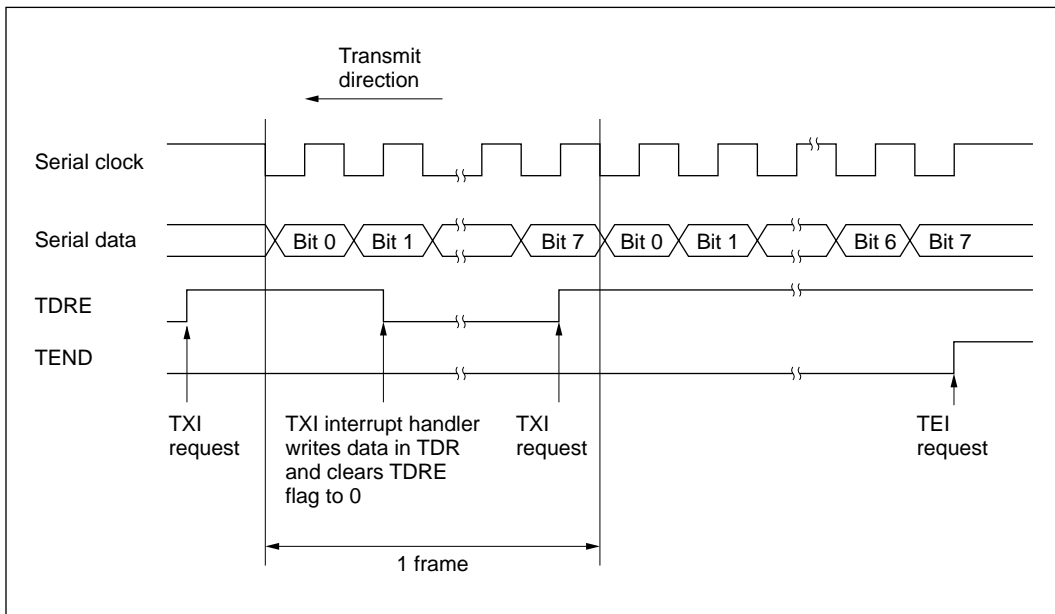 Transmit
direction
Serial clock
Serial data
Bit 0
Bit 1
Bit 7
Bit 0
Bit 1
Bit 6
Bit 7
TDRE
TEND
TXI
request
TXI interrupt handler
writes data in TDR
and clears TDRE
flag to 0
TXI
request
TEI
request
1 frame